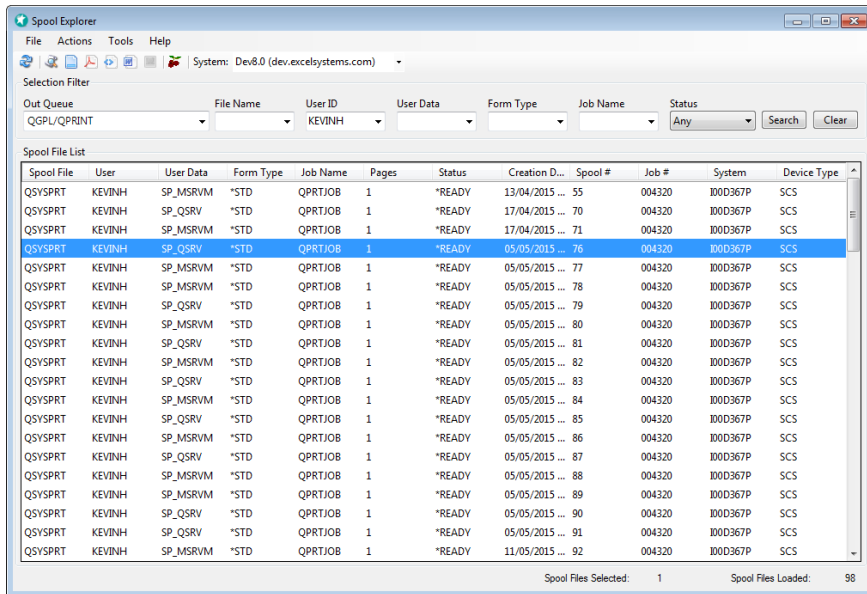 Spool Explorer
File Actions Tools Help
System: Dev8.0 (dev.excelsystems.com)
Selection Filter
Out Queue File Name User ID User Data Form Type Job Name Status
QGPL/QPRINT KEVINH Any Search Clear
Spool File List
Spool File User User Data Form Type Job Name Pages Status Creation D... Spool # Job # System Device Type
QSYSPRT KEVINH SP_MSRVM *STD QPRTJOB 1 *READY 13/04/2015 ... 55 004320 I00D367P SCS
QSYSPRT KEVINH SP_QSRV *STD QPRTJOB 1 *READY 17/04/2015 ... 70 004320 I00D367P SCS
QSYSPRT KEVINH SP_MSRVM *STD QPRTJOB 1 *READY 17/04/2015 ... 71 004320 I00D367P SCS
QSYSPRT KEVINH SP_QSRV *STD QPRTJOB 1 *READY 05/05/2015 ... 76 004320 I00D367P SCS
QSYSPRT KEVINH SP_MSRVM *STD QPRTJOB 1 *READY 05/05/2015 ... 77 004320 I00D367P SCS
QSYSPRT KEVINH SP_MSRVM *STD QPRTJOB 1 *READY 05/05/2015 ... 78 004320 I00D367P SCS
QSYSPRT KEVINH SP_QSRV *STD QPRTJOB 1 *READY 05/05/2015 ... 79 004320 I00D367P SCS
QSYSPRT KEVINH SP_MSRVM *STD QPRTJOB 1 *READY 05/05/2015 ... 80 004320 I00D367P SCS
QSYSPRT KEVINH SP_QSRV *STD QPRTJOB 1 *READY 05/05/2015 ... 81 004320 I00D367P SCS
QSYSPRT KEVINH SP_MSRVM *STD QPRTJOB 1 *READY 05/05/2015 ... 82 004320 I00D367P SCS
QSYSPRT KEVINH SP_QSRV *STD QPRTJOB 1 *READY 05/05/2015 ... 83 004320 I00D367P SCS
QSYSPRT KEVINH SP_MSRVM *STD QPRTJOB 1 *READY 05/05/2015 ... 84 004320 I00D367P SCS
QSYSPRT KEVINH SP_QSRV *STD QPRTJOB 1 *READY 05/05/2015 ... 85 004320 I00D367P SCS
QSYSPRT KEVINH SP_MSRVM *STD QPRTJOB 1 *READY 05/05/2015 ... 86 004320 I00D367P SCS
QSYSPRT KEVINH SP_QSRV *STD QPRTJOB 1 *READY 05/05/2015 ... 87 004320 I00D367P SCS
QSYSPRT KEVINH SP_MSRVM *STD QPRTJOB 1 *READY 05/05/2015 ... 88 004320 I00D367P SCS
QSYSPRT KEVINH SP_MSRVM *STD QPRTJOB 1 *READY 05/05/2015 ... 89 004320 I00D367P SCS
QSYSPRT KEVINH SP_QSRV *STD QPRTJOB 1 *READY 05/05/2015 ... 90 004320 I00D367P SCS
QSYSPRT KEVINH SP_QSRV *STD QPRTJOB 1 *READY 05/05/2015 ... 91 004320 I00D367P SCS
QSYSPRT KEVINH SP_MSRVM *STD QPRTJOB 1 *READY 11/05/2015 ... 92 004320 I00D367P SCS
Spool Files Selected: 1 Spool Files Loaded: 98